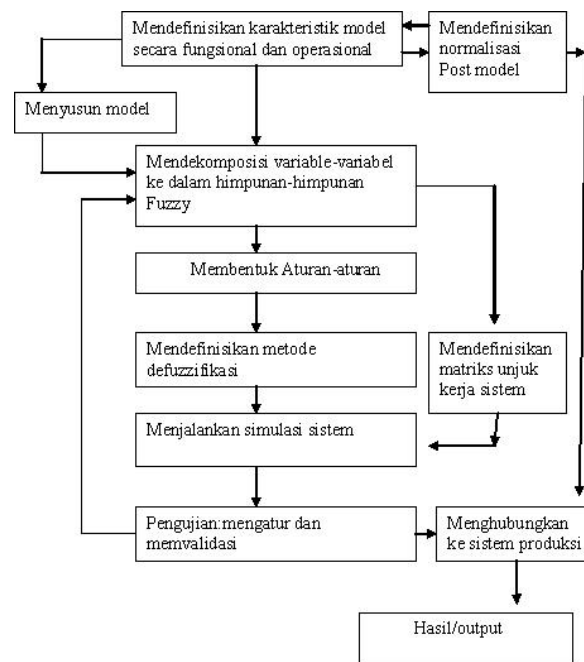 Mendefinisikan karakteristik model
secara fungsional dan operasional
Mendefinisikan
normalisasi
Post model
Menyusun model
Mendekomposisi variable-variabel
ke dalam himpunan-himpunan
Fuzzy
Membentuk Aturan-aturan
Mendefinisikan metode
defuzzifikasi
Mendefinisikan
matriks unjuk
kerja sistem
Menjalankan simulasi sistem
Pengujian:mengatur dan
memvalidasi
Menghubungkan
ke sistem produksi
Hasil/output